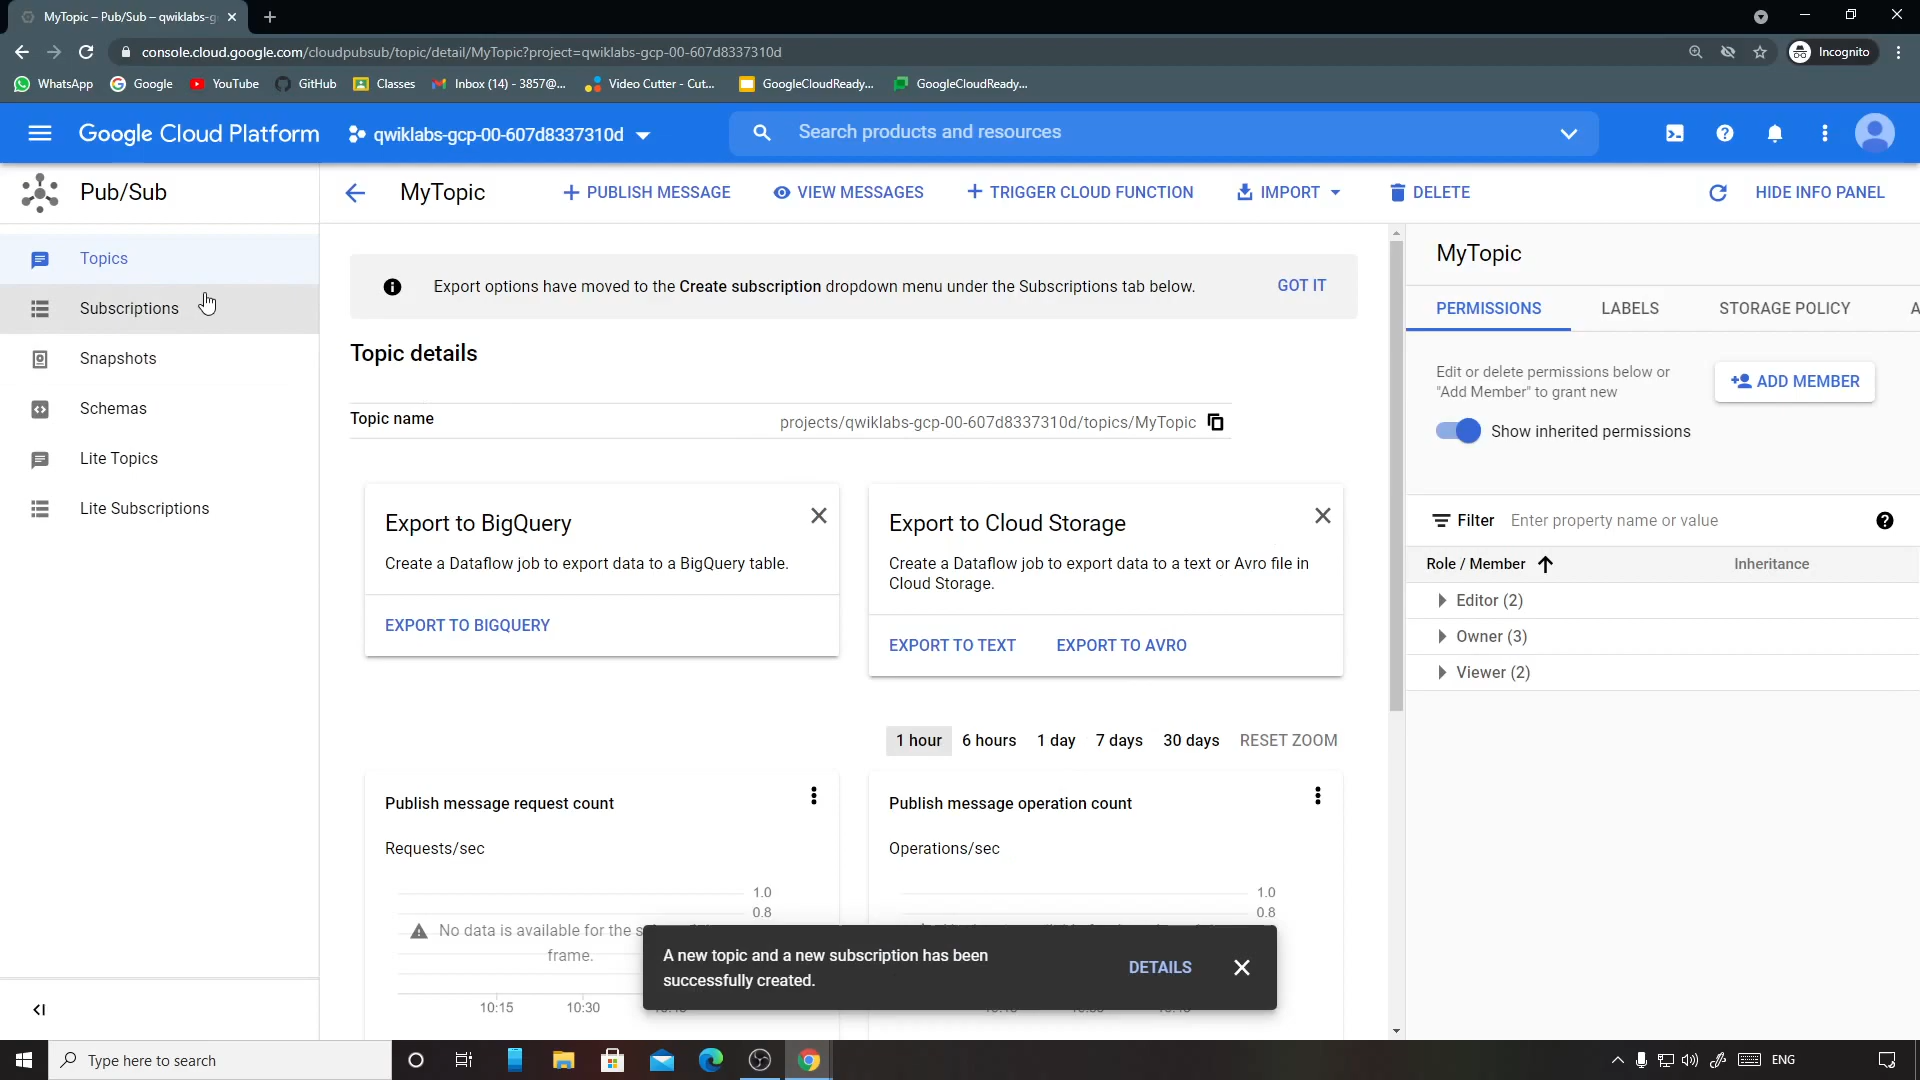 MyTopic – Pub/Sub – qwiklabs-g
console.cloud.google.com/cloudpubsub/topic/detail/MyTopic?project=qwiklabs-gcp-00-607d8337310d
Incognito
WhatsApp
Google
YouTube
GitHub
Classes
Inbox (14) - 3857@...
Video Cutter - Cut...
GoogleCloudReady...
GoogleCloudReady...
Google Cloud Platform
qwiklabs-gcp-00-607d8337310d
Search products and resources
Pub/Sub
MyTopic
PUBLISH MESSAGE
VIEW MESSAGES
TRIGGER CLOUD FUNCTION
IMPORT
DELETE
HIDE INFO PANEL
Topics
Subscriptions
Snapshots
Schemas
Lite Topics
Lite Subscriptions
Export options have moved to the Create subscription dropdown menu under the Subscriptions tab below.
GOT IT
Topic details
Topic name
projects/qwiklabs-gcp-00-607d8337310d/topics/MyTopic
Export to BigQuery
Create a Dataflow job to export data to a BigQuery table.
EXPORT TO BIGQUERY
Export to Cloud Storage
Create a Dataflow job to export data to a text or Avro file in
Cloud Storage.
EXPORT TO TEXT
EXPORT TO AVRO
1 hour
6 hours
1 day
7 days
30 days
RESET ZOOM
Publish message request count
Requests/sec
1.0
0.8
No data is available for the s
frame.
10:15
10:30
Publish message operation count
Operations/sec
1.0
0.8
A new topic and a new subscription has been
successfully created.
DETAILS
MyTopic
PERMISSIONS
LABELS
STORAGE POLICY
A
Edit or delete permissions below or
"Add Member" to grant new
ADD MEMBER
Show inherited permissions
Filter
Enter property name or value
Role / Member
Inheritance
Editor (2)
Owner (3)
Viewer (2)
Type here to search
ENG